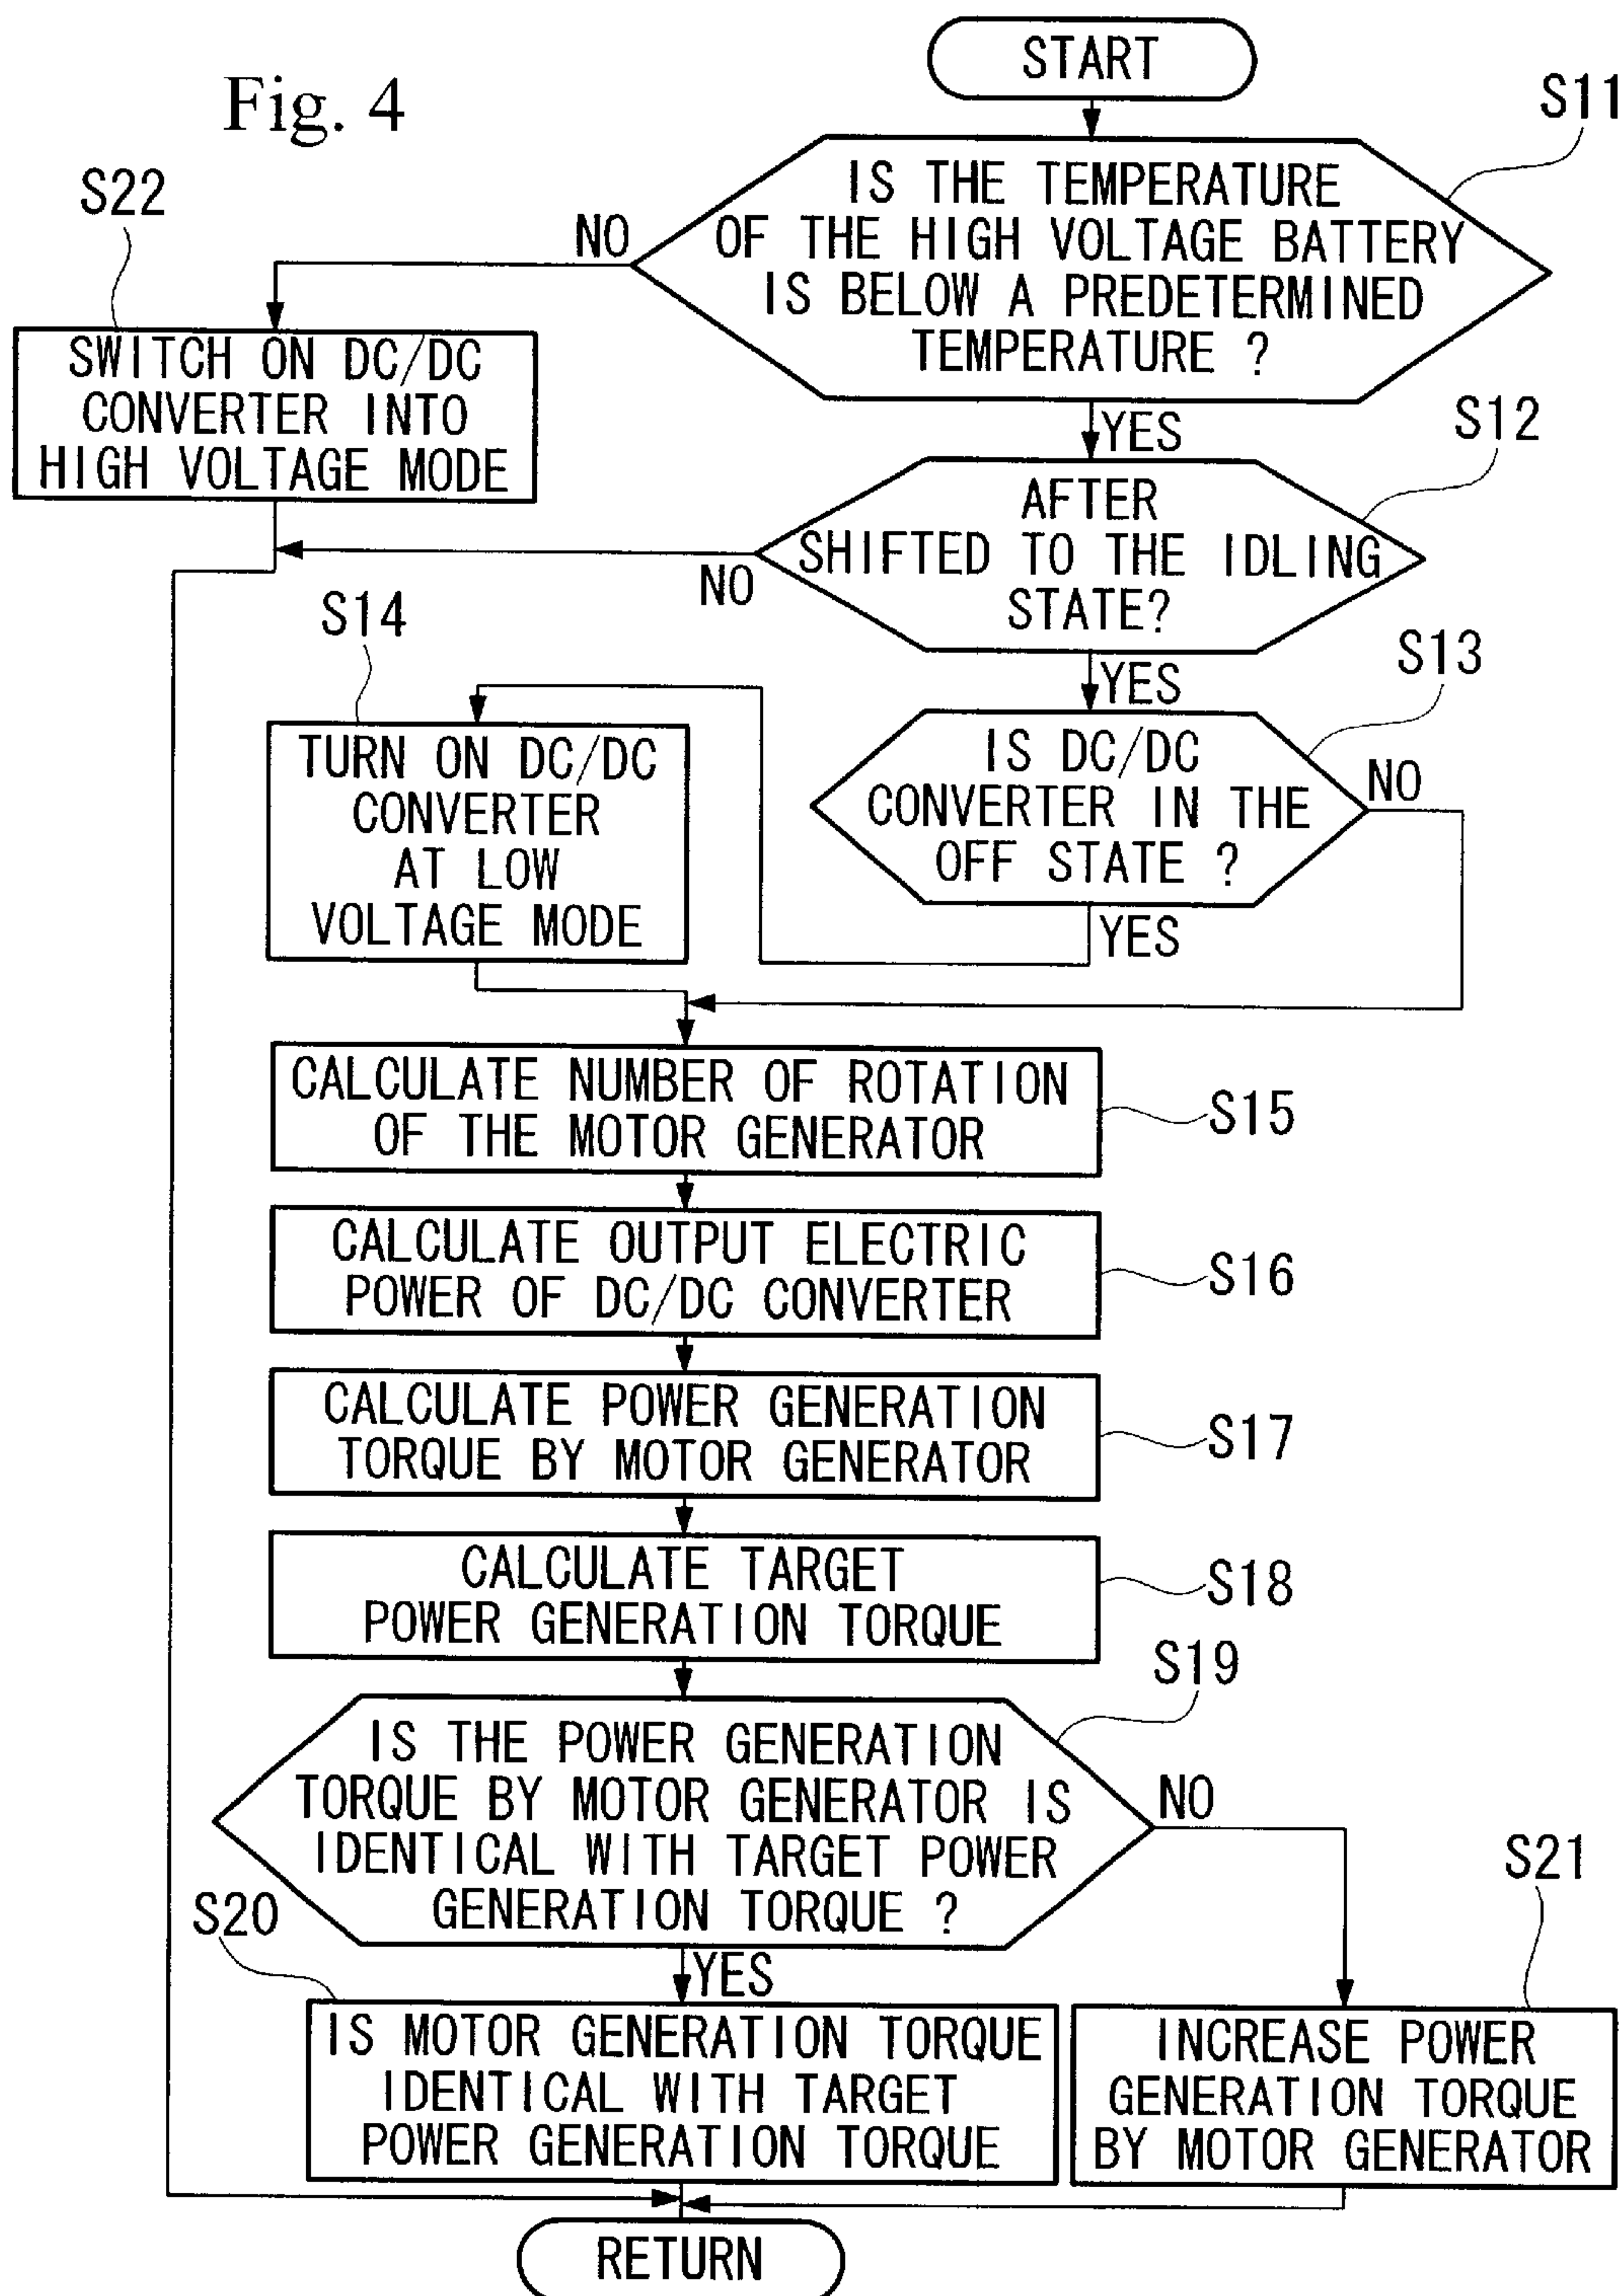 Fig. 4
START
S11
IS THE TEMPERATURE
OF THE HIGH VOLTAGE BATTERY
IS BELOW A PREDETERMINED
TEMPERATURE ?
NO
YES
S22
SWITCH ON DC/DC
CONVERTER INTO
HIGH VOLTAGE MODE
S12
AFTER
SHIFTED TO THE IDLING
STATE?
NO
YES
S13
IS DC/DC
CONVERTER IN THE
OFF STATE ?
NO
YES
S14
TURN ON DC/DC
CONVERTER
AT LOW
VOLTAGE MODE
CALCULATE NUMBER OF ROTATION
OF THE MOTOR GENERATOR
S15
CALCULATE OUTPUT ELECTRIC
POWER OF DC/DC CONVERTER
S16
CALCULATE POWER GENERATION
TORQUE BY MOTOR GENERATOR
S17
CALCULATE TARGET
POWER GENERATION TORQUE
S18
S19
IS THE POWER GENERATION
TORQUE BY MOTOR GENERATOR IS
IDENTICAL WITH TARGET POWER
GENERATION TORQUE ?
NO
YES
S20
IS MOTOR GENERATION TORQUE
IDENTICAL WITH TARGET
POWER GENERATION TORQUE
S21
INCREASE POWER
GENERATION TORQUE
BY MOTOR GENERATOR
RETURN